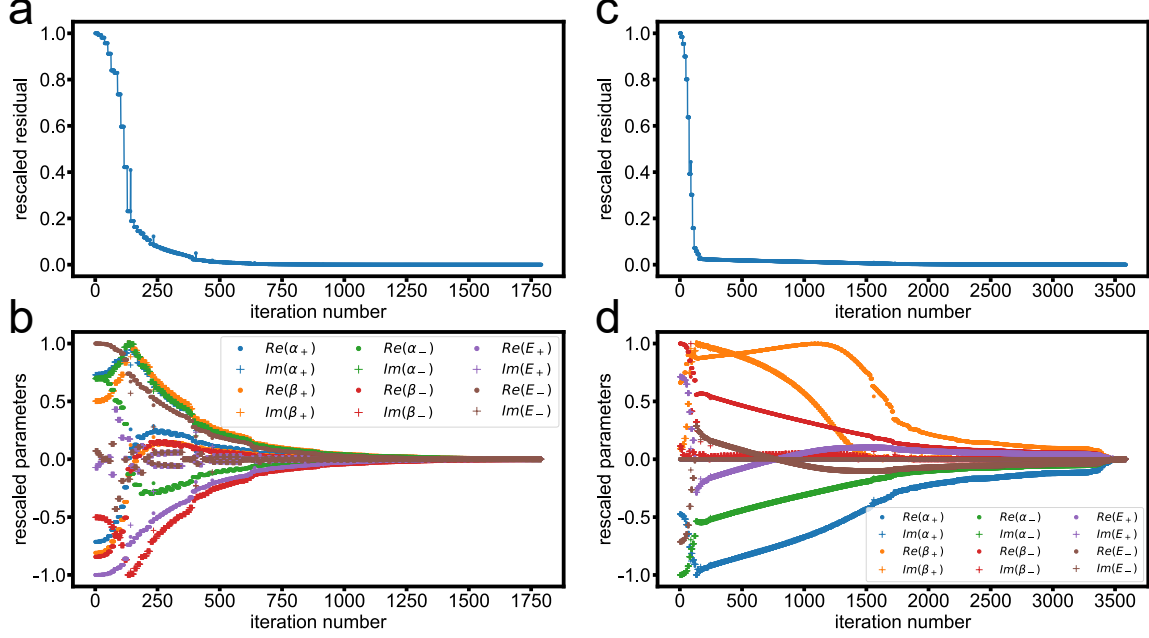 a
rescaled residual
1.0
0.8
0.6
0.4
0.2
0.0
0 250 500 750 1000 1250 1500 1750
iteration number
b
rescaled parameters
1.0
0.5
0.0
-0.5
-1.0
Re(α₊) Re(α₋) Re(E₊)
Im(α₊) Im(α₋) Im(E₊)
Re(β₊) Re(β₋) Re(E₋)
Im(β₊) Im(β₋) Im(E₋)
0 250 500 750 1000 1250 1500 1750
iteration number
c
rescaled residual
1.0
0.8
0.6
0.4
0.2
0.0
0 500 1000 1500 2000 2500 3000 3500
iteration number
d
rescaled parameters
1.0
0.5
0.0
-0.5
-1.0
Re(α₊) Re(α₋) Re(E₊)
Im(α₊) Im(α₋) Im(E₊)
Re(β₊) Re(β₋) Re(E₋)
Im(β₊) Im(β₋) Im(E₋)
0 500 1000 1500 2000 2500 3000 3500
iteration number